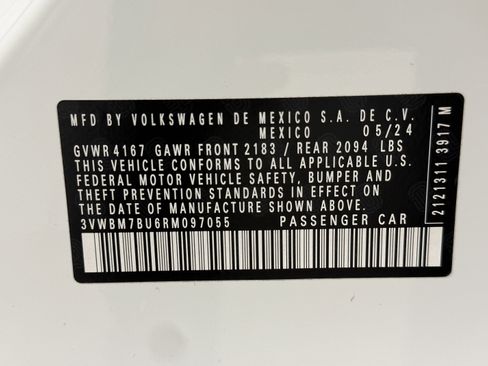 MFD BY VOLKSWAGEN DE MEXICO S.A. DE C.V.
MEXICO 05/24
GVWR 4167 GAWR FRONT 2183 / REAR 2094 LBS
THIS VEHICLE CONFORMS TO ALL APPLICABLE U.S.
FEDERAL MOTOR VEHICLE SAFETY, BUMPER AND
THEFT PREVENTION STANDARDS IN EFFECT ON
THE DATE OF MANUFACTURE SHOWN ABOVE.
3VWBM7BU6RM097055 PASSENGER CAR
2121311 3917 M